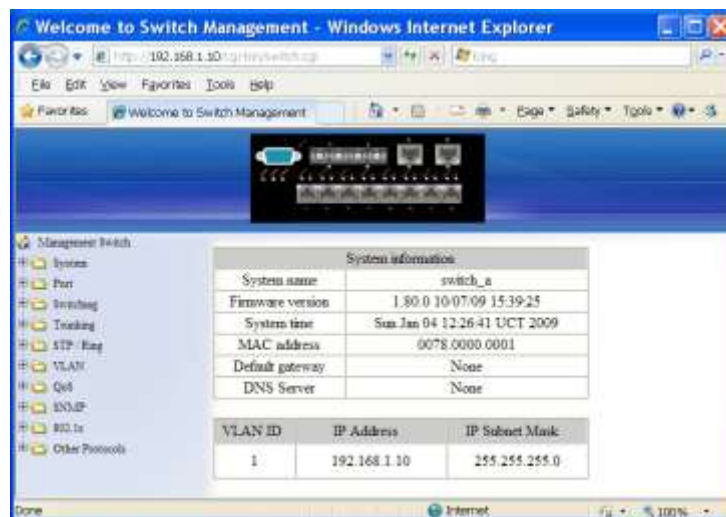 Welcome to Switch Management - Windows Internet Explorer
192.168.1.10
File Edit View Favorites Tools Help
Favorites Welcome to Switch Management Page Safety Tools
Management Switch
System
Port
Switching
Trunking
STP / Ring
VLAN
QoS
SNMP
802.1x
Other Protocols
System information
System name switch_a
Firmware version 1.80.0 10/07/09 15:39:25
System time Sun Jan 04 12:26:41 UCT 2009
MAC address 0078.0000.0001
Default gateway None
DNS Server None
VLAN ID IP Address IP Subnet Mask
1 192.168.1.10 255.255.255.0
Done Internet 100%